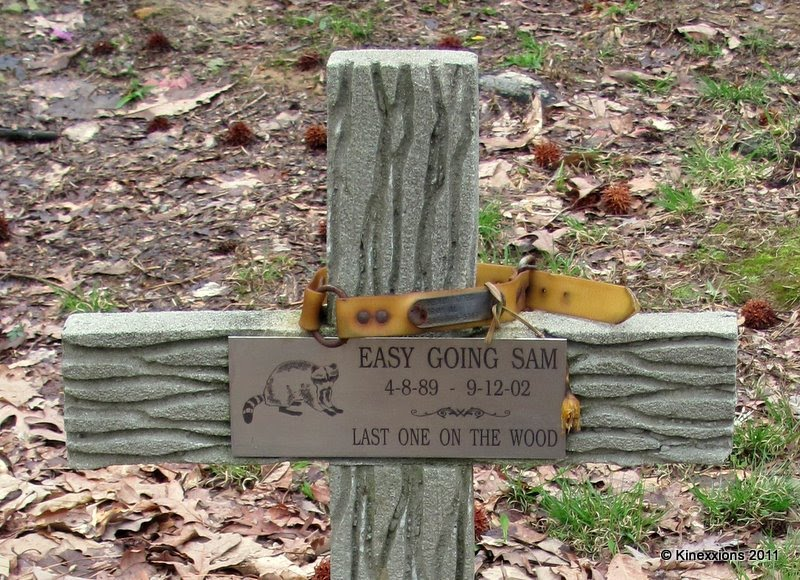 EASY GOING SAM
4-8-89 - 9-12-02
LAST ONE ON THE WOOD
© Kinexxions 2011